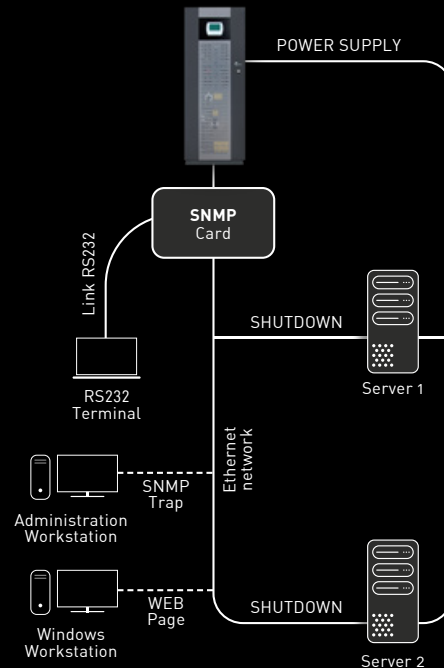 POWER SUPPLY
SNMP
Card
Link RS232
SHUTDOWN
Server 1
RS232
Terminal
Ethernet
network
SNMP
Trap
Administration
Workstation
WEB
Page
Windows
Workstation
SHUTDOWN
Server 2